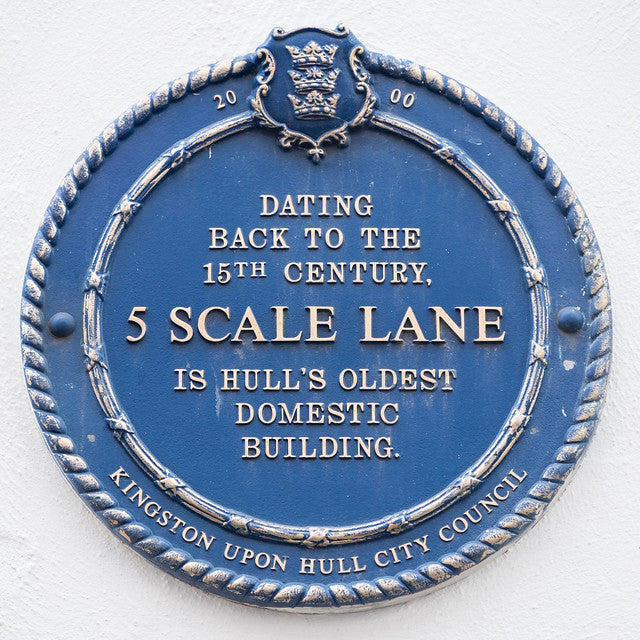 20 00
DATING
BACK TO THE
15TH CENTURY,
5 SCALE LANE
IS HULL'S OLDEST
DOMESTIC
BUILDING.
KINGSTON UPON HULL CITY COUNCIL